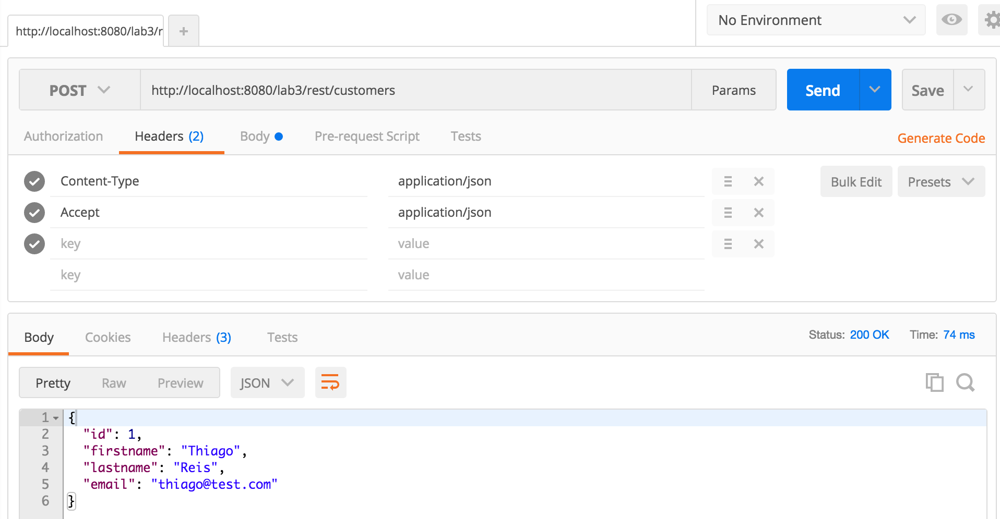 http://localhost:8080/lab3/r +
No Environment
POST http://localhost:8080/lab3/rest/customers Params Send Save
Authorization Headers (2) Body Pre-request Script Tests Generate Code
Content-Type application/json Bulk Edit Presets
Accept application/json
key value
key value
Body Cookies Headers (3) Tests Status: 200 OK Time: 74 ms
Pretty Raw Preview JSON
1 {
2 "id": 1,
3 "firstname": "Thiago",
4 "lastname": "Reis",
5 "email": "thiago@test.com"
6 }